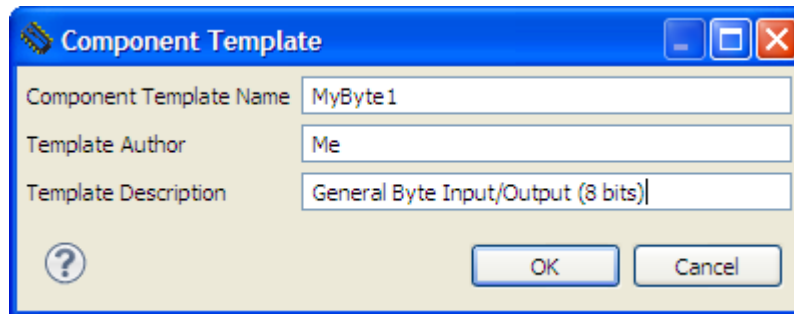 Component Template
Component Template Name MyByte1
Template Author Me
Template Description General Byte Input/Output (8 bits)
? OK Cancel